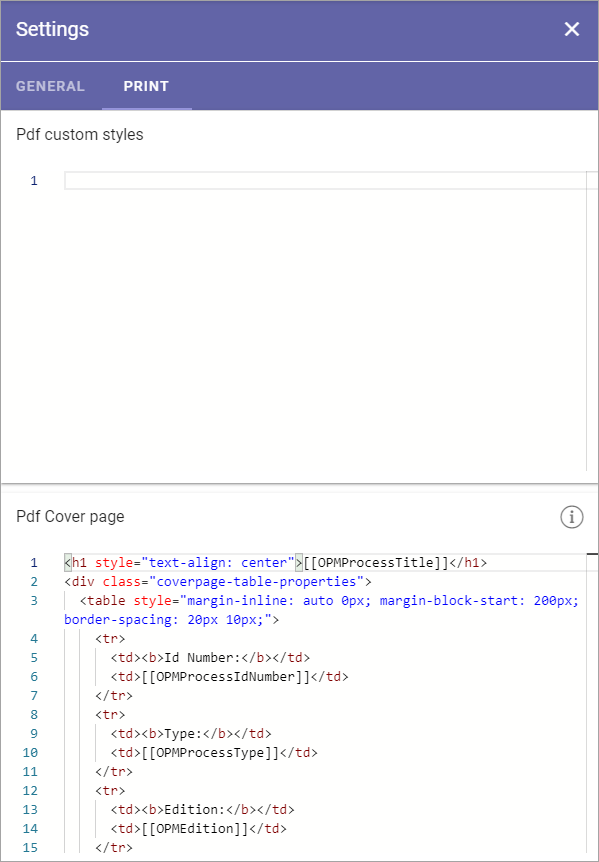 Settings
GENERAL PRINT
Pdf custom styles
1
Pdf Cover page
1 <h1 style="text-align: center">[[OPMProcessTitle]]</h1>
2 <div class="coverpage-table-properties">
3   <table style="margin-inline: auto 0px; margin-block-start: 200px;
border-spacing: 20px 10px;">
4     <tr>
5       <td><b>Id Number:</b></td>
6       <td>[[OPMProcessIdNumber]]</td>
7     </tr>
8     <tr>
9       <td><b>Type:</b></td>
10       <td>[[OPMProcessType]]</td>
11     </tr>
12     <tr>
13       <td><b>Edition:</b></td>
14       <td>[[OPMEdition]]</td>
15     </tr>